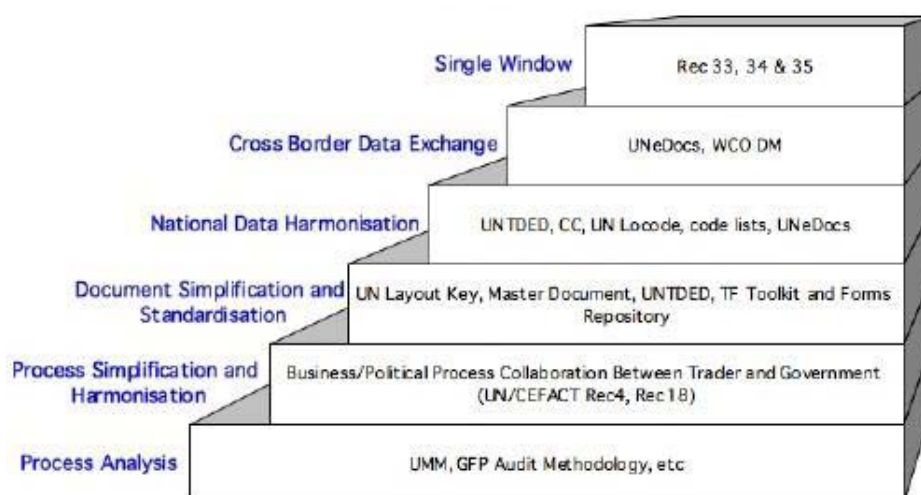 Single Window
Rec 33, 34 & 35
Cross Border Data Exchange
UNeDocs, WCO DM
National Data Harmonisation
UNTDED, CC, UN Locode, code lists, UNeDocs
Document Simplification and
Standardisation
UN Layout Key, Master Document, UNTDED, TF Toolkit and Forms
Repository
Process Simplification and
Harmonisation
Business/Political Process Collaboration Between Trader and Government
(UN/CEFACT Rec4, Rec18)
Process Analysis
UMM, GFP Audit Methodology, etc